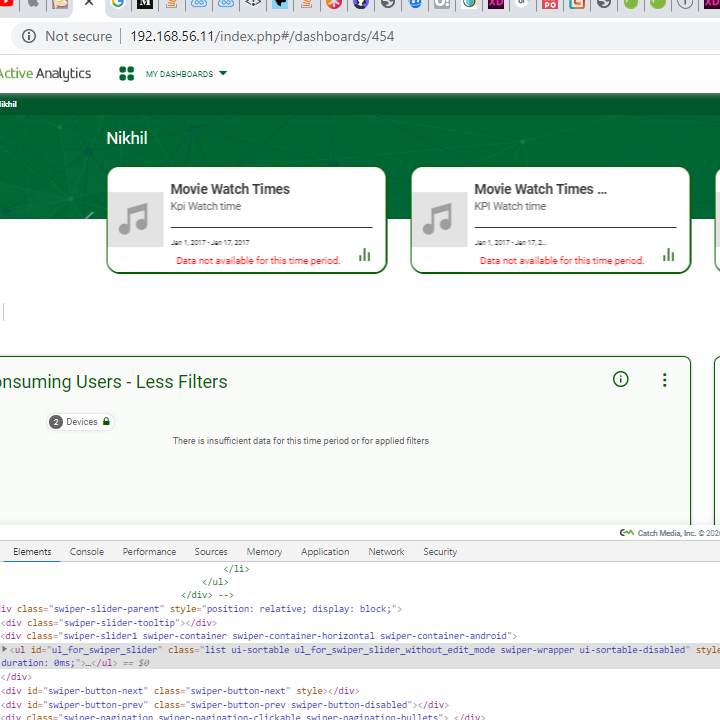 Not secure | 192.168.56.11/index.php#/dashboards/454
Active Analytics MY DASHBOARDS
Nikhil
Nikhil
Movie Watch Times
Kpi Watch time
Jan 1, 2017 - Jan 17, 2017
Data not available for this time period.
Movie Watch Times ...
KPI Watch time
Jan 1, 2017 - Jan 17, 2...
Data not available for this time period.
onsuming Users - Less Filters
2 Devices
There is insufficient data for this time period or for applied filters
Catch Media, Inc. © 2020
Elements Console Performance Sources Memory Application Network Security
</li>
</ul>
</div> -->
div class="swiper-slider-parent" style="position: relative; display: block;">
<div class="swiper-slider-tooltip"></div>
<div class="swiper-slider1 swiper-container swiper-container-horizontal swiper-container-android">
<ul id="ul_for_swiper_slider" class="list ui-sortable ul_for_swiper_slider_without_edit_mode swiper-wrapper ui-sortable-disabled" style
duration: 0ms;">…</ul> == $0
</div>
<div id="swiper-button-next" class="swiper-button-next" style></div>
<div id="swiper-button-prev" class="swiper-button-prev swiper-button-disabled"></div>
<div class="swiper-pagination swiper-pagination-clickable swiper-pagination-bullets"> </div>